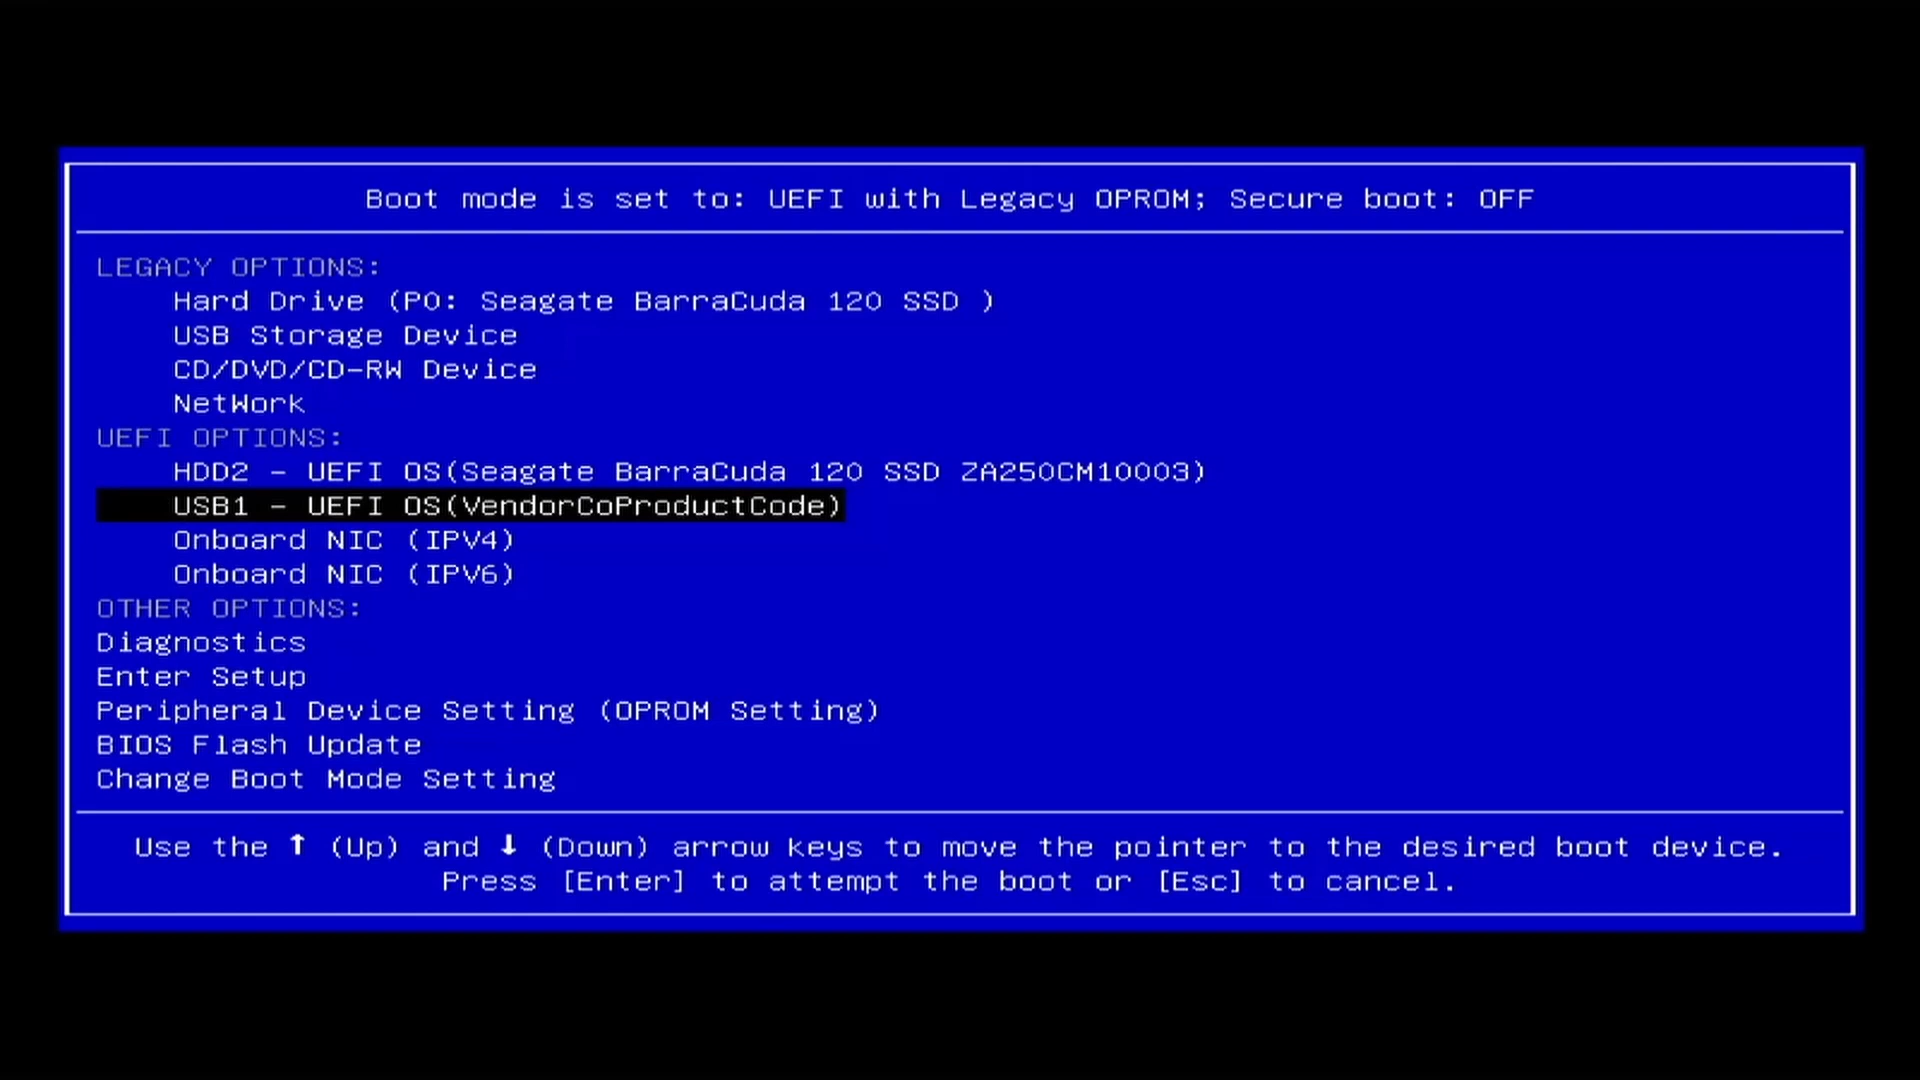 Boot mode is set to: UEFI with Legacy OPROM; Secure boot: OFF
LEGACY OPTIONS:
Hard Drive (P0: Seagate BarraCuda 120 SSD )
USB Storage Device
CD/DVD/CD-RW Device
NetWork
UEFI OPTIONS:
HDD2 - UEFI OS(Seagate BarraCuda 120 SSD ZA250CM10003)
USB1 - UEFI OS(VendorCoProductCode)
Onboard NIC (IPV4)
Onboard NIC (IPV6)
OTHER OPTIONS:
Diagnostics
Enter Setup
Peripheral Device Setting (OPROM Setting)
BIOS Flash Update
Change Boot Mode Setting
Use the ↑ (Up) and ↓ (Down) arrow keys to move the pointer to the desired boot device.
Press [Enter] to attempt the boot or [Esc] to cancel.